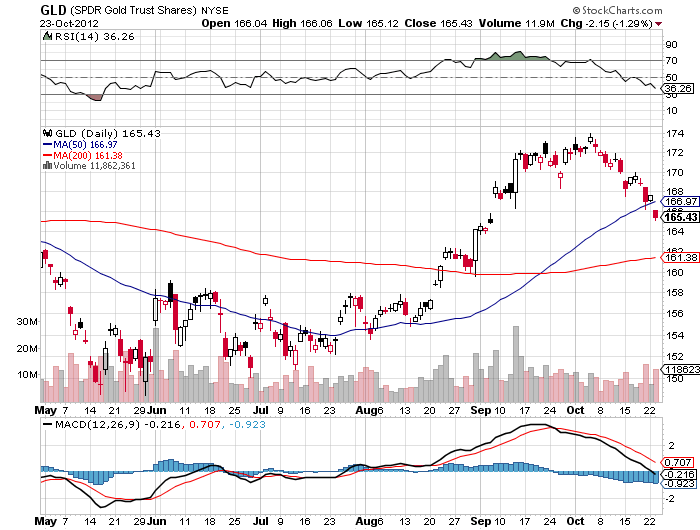 GLD (SPDR Gold Trust Shares) NYSE © StockCharts.com
23-Oct-2012 Open 166.04 High 166.06 Low 165.12 Close 165.43 Volume 11.9M Chg -2.15 (-1.29%)
RSI(14) 36.26
90
70
50
36.26
30
10
GLD (Daily) 165.43
MA(50) 166.97
MA(200) 161.38
Volume 11,862,361
174
172
170
168
166.97
166
165.43
164
162
161.38
160
158
156
30M
154
20M
152
10M
118623
150
May 7 14 21 29 Jun 11 18 25 Jul 9 16 23 Aug 6 13 20 27 Sep 10 17 24 Oct 8 15 22
MACD(12,26,9) -0.216, 0.707, -0.923
4
2
0.707
-0.216
-0.923
-2
May 7 14 21 29 Jun 11 18 25 Jul 9 16 23 Aug 6 13 20 27 Sep 10 17 24 Oct 8 15 22